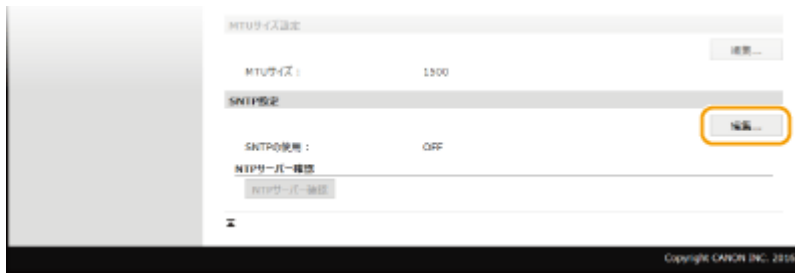 MTUサイズ設定
編集...
MTUサイズ： 1500
SNTP設定
編集...
SNTPの使用： OFF
NTPサーバー確認
NTPサーバー確認
Copyright CANON INC. 2016